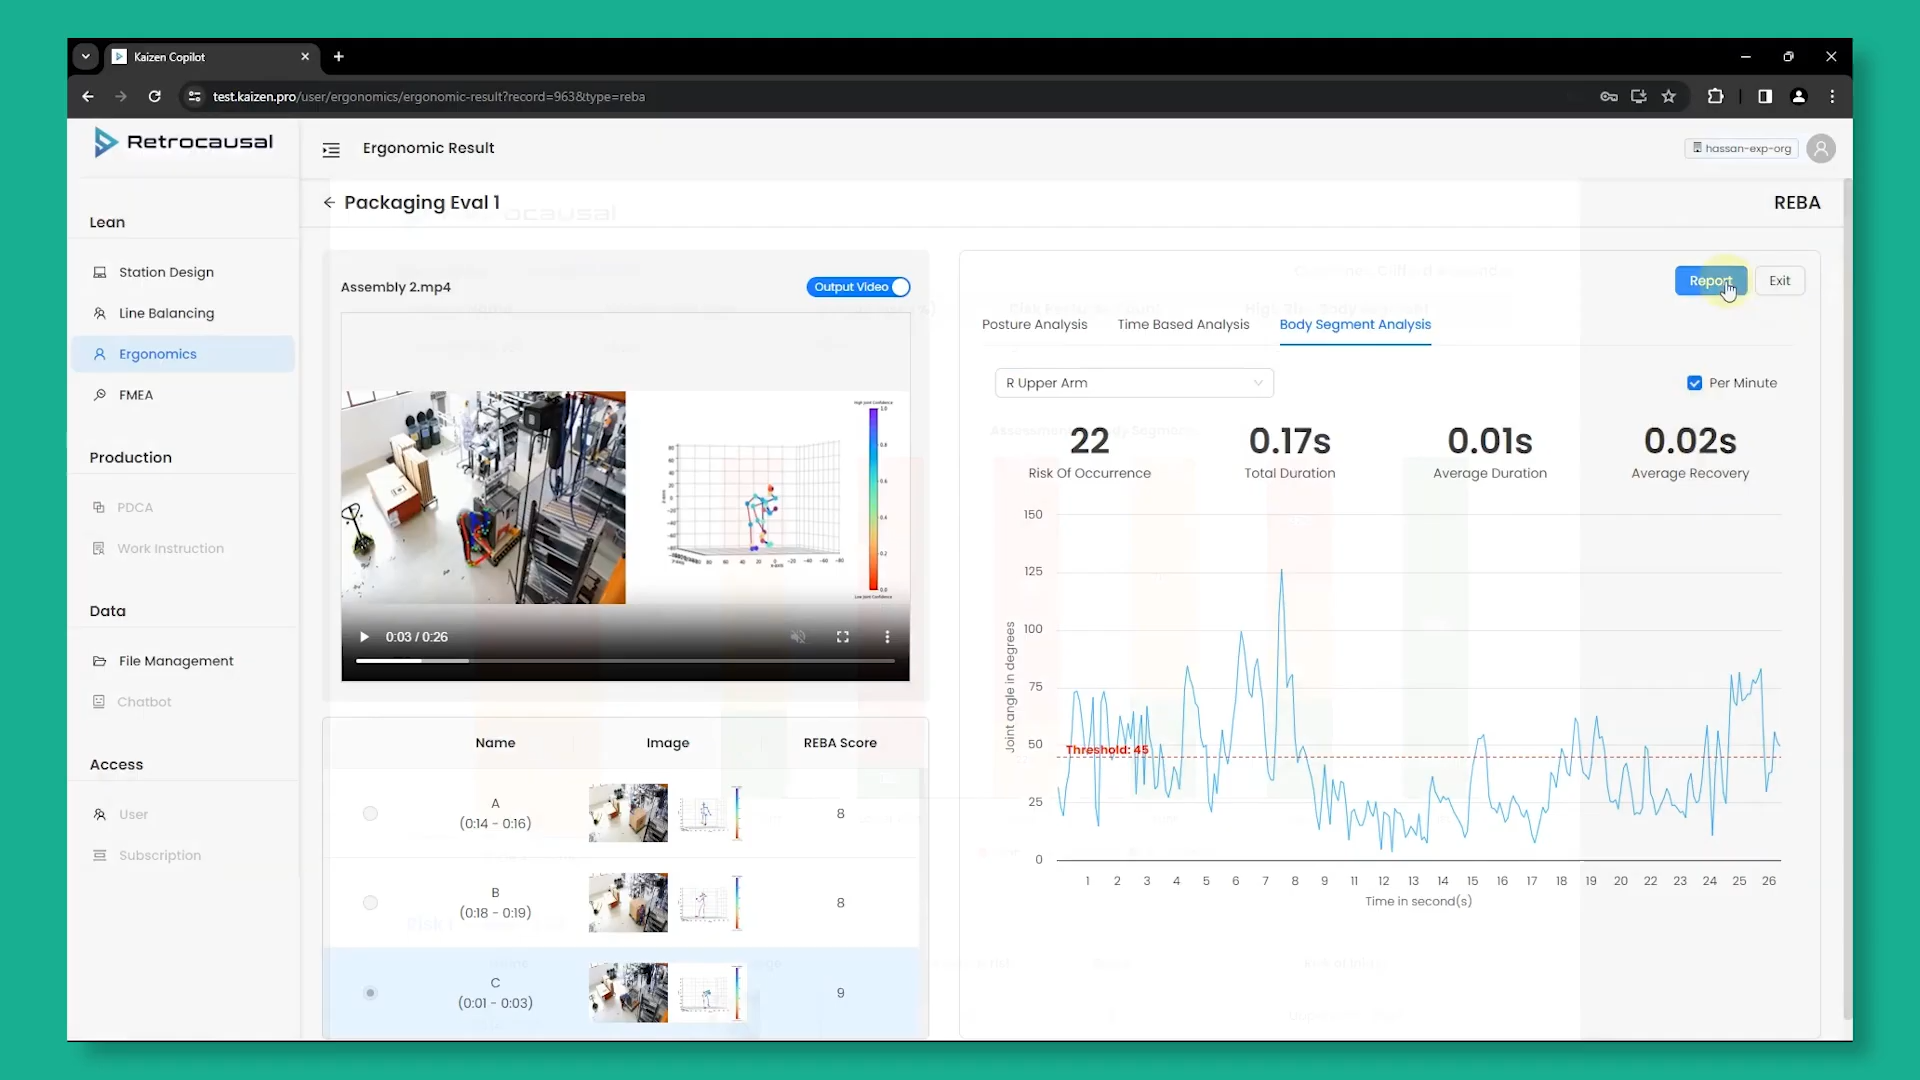 Kaizen Copilot
test.kaizen.pro/user/ergonomics/ergonomic-result?record=963&type=reba
Retrocausal
Ergonomic Result
hassan-exp-org
Packaging Eval 1
REBA
Lean
Station Design
Line Balancing
Ergonomics
FMEA
Production
PDCA
Work Instruction
Data
File Management
Chatbot
Access
User
Subscription
Assembly 2.mp4
Output Video
0:03 / 0:26
Name Image REBA Score
A
(0:14 - 0:16)
8
B
(0:18 - 0:19)
8
C
(0:01 - 0:03)
9
Report
Exit
Posture Analysis Time Based Analysis Body Segment Analysis
R Upper Arm
Per Minute
22 0.17s 0.01s 0.02s
Risk Of Occurrence Total Duration Average Duration Average Recovery
150
125
100
75
50
25
0
Joint angle in degrees
Threshold: 45
1 2 3 4 5 6 7 8 9 11 12 13 14 15 16 17 18 19 20 22 23 24 25 26
Time in second(s)